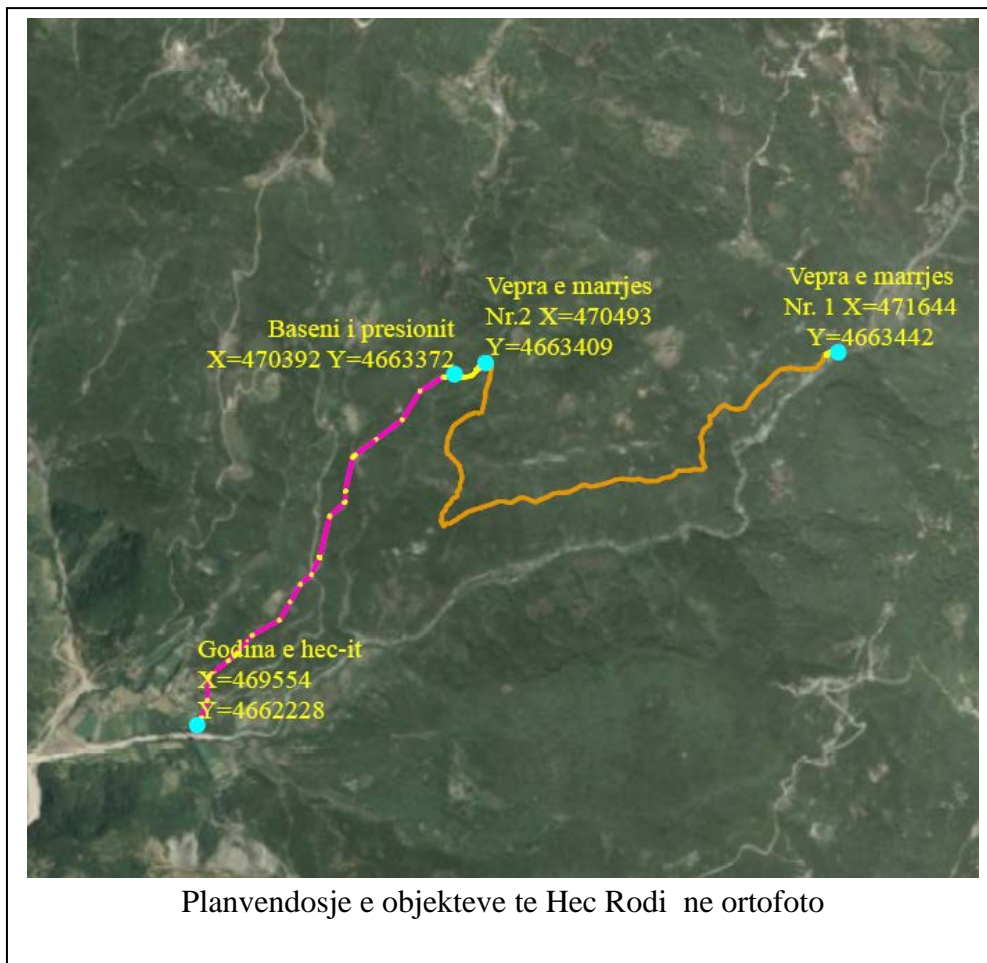 Vepra e marrjes
Nr.2 X=470493
Y=4663409
Vepra e marrjes
Nr. 1 X=471644
Y=4663442
Baseni i presionit
X=470392 Y=4663372
Godina e hec-it
X=469554
Y=4662228
Planvendosje e objekteve te Hec Rodi ne ortofoto